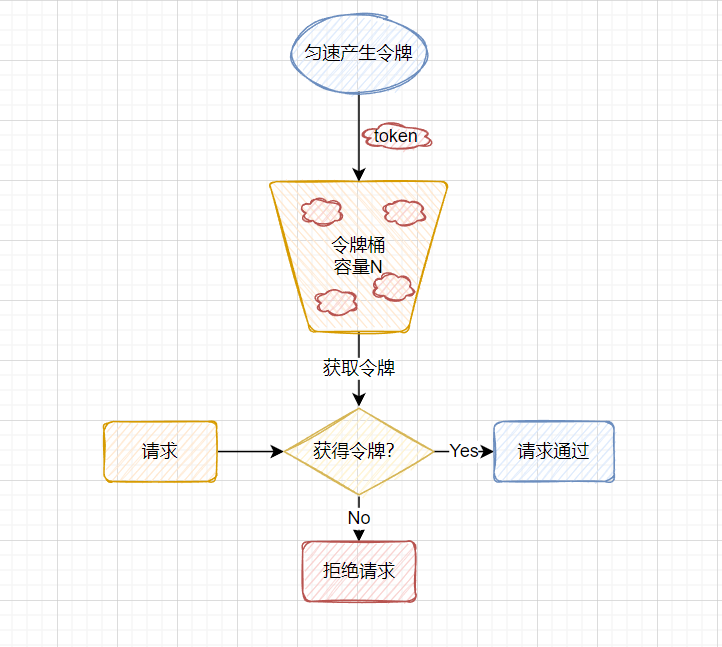 匀速产生令牌
token
令牌桶
容量N
获取令牌
请求
获得令牌?
Yes
请求通过
No
拒绝请求